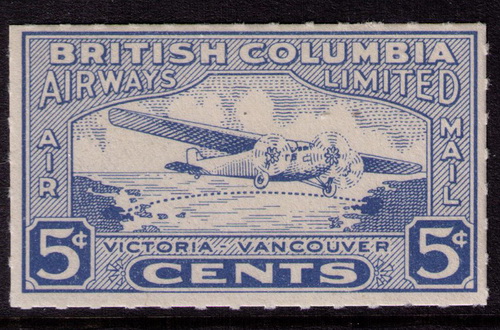 BRITISH COLUMBIA
AIRWAYS LIMITED
AIR MAIL
VICTORIA - VANCOUVER
5¢ CENTS 5¢